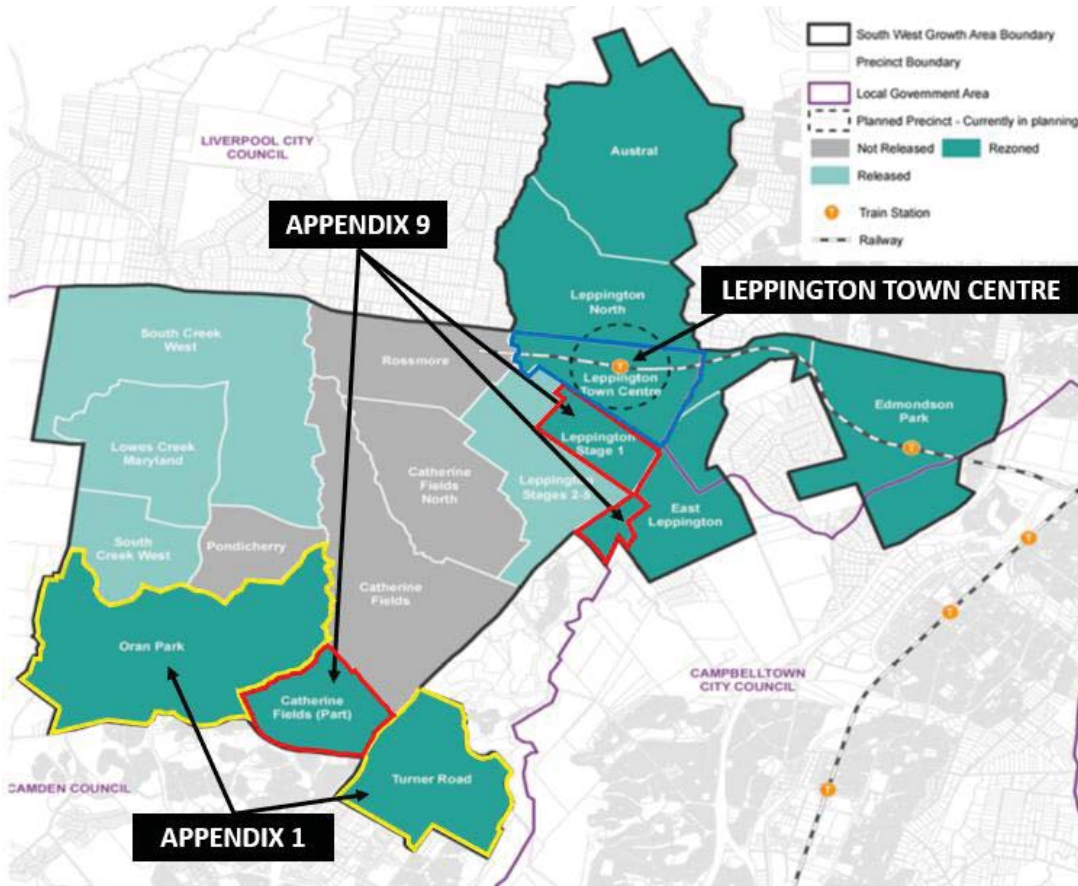 South West Growth Area Boundary
Precinct Boundary
Local Government Area
Planned Precinct - Currently in planning
Not Released
Rezoned
Released
T
Train Station
Railway
LIVERPOOL CITY
COUNCIL
Austral
APPENDIX 9
Leppington
North
LEPPINGTON TOWN CENTRE
South Creek
West
Rossmore
T
Leppington
Town Centre
Edmondson
Park
T
Lowes Creek
Maryland
Leppington
Stage 1
Catherine
Fields
North
Leppington
Stages 2-5
East
Leppington
South
Creek West
Pondicherry
T
Catherine
Fields
T
Oran Park
CAMPBELLTOWN
CITY COUNCIL
Catherine
Fields (Part)
Turner Road
CAMDEN COUNCIL
T
APPENDIX 1